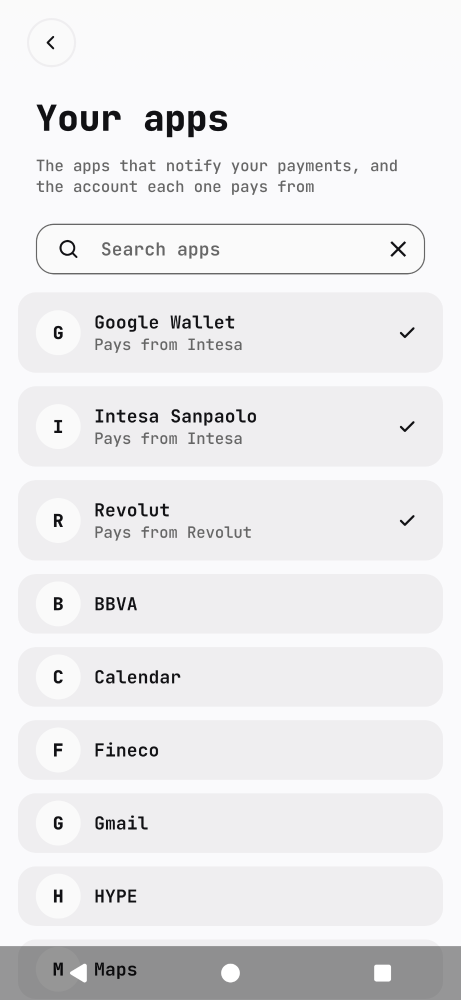 Your apps
The apps that notify your payments, and
the account each one pays from
Search apps
G
Google Wallet
Pays from Intesa
I
Intesa Sanpaolo
Pays from Intesa
R
Revolut
Pays from Revolut
B
BBVA
C
Calendar
F
Fineco
G
Gmail
H
HYPE
M
Maps